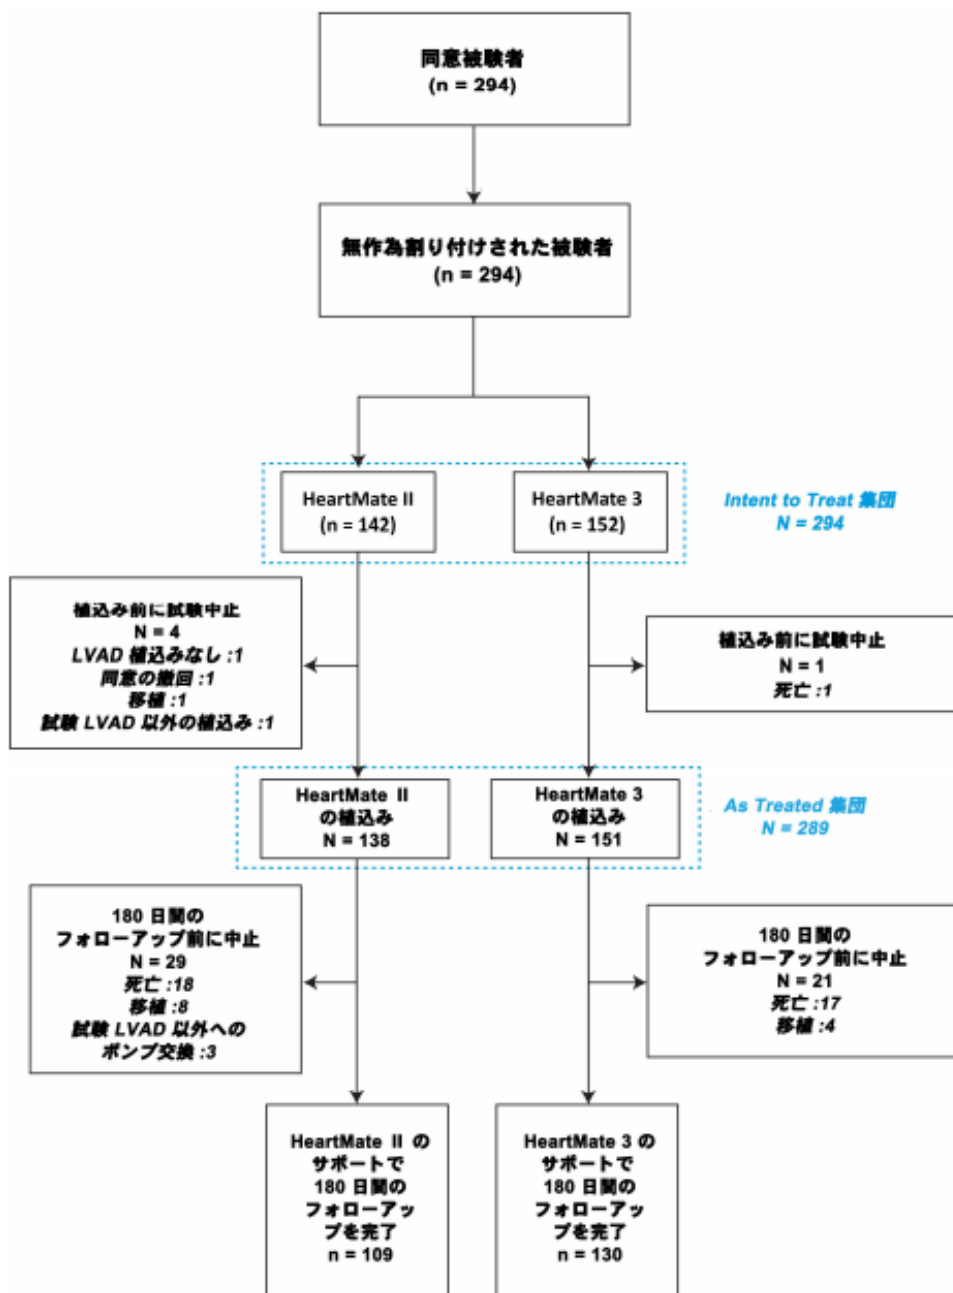 同意被験者
(n = 294)
無作為割り付けされた被験者
(n = 294)
HeartMate II
(n = 142)
HeartMate 3
(n = 152)
Intent to Treat 集団
N = 294
植込み前に試験中止
N = 4
LVAD 植込みなし :1
同意の撤回 :1
移植 :1
試験 LVAD 以外の植込み :1
植込み前に試験中止
N = 1
死亡 :1
HeartMate II
の植込み
N = 138
HeartMate 3
の植込み
N = 151
As Treated 集団
N = 289
180 日間の
フォローアップ前に中止
N = 29
死亡 :18
移植 :8
試験 LVAD 以外への
ポンプ交換 :3
180 日間の
フォローアップ前に中止
N = 21
死亡 :17
移植 :4
HeartMate II の
サポートで
180 日間の
フォローアッ
プを完了
n = 109
HeartMate 3 の
サポートで
180 日間の
フォローアッ
プを完了
n = 130